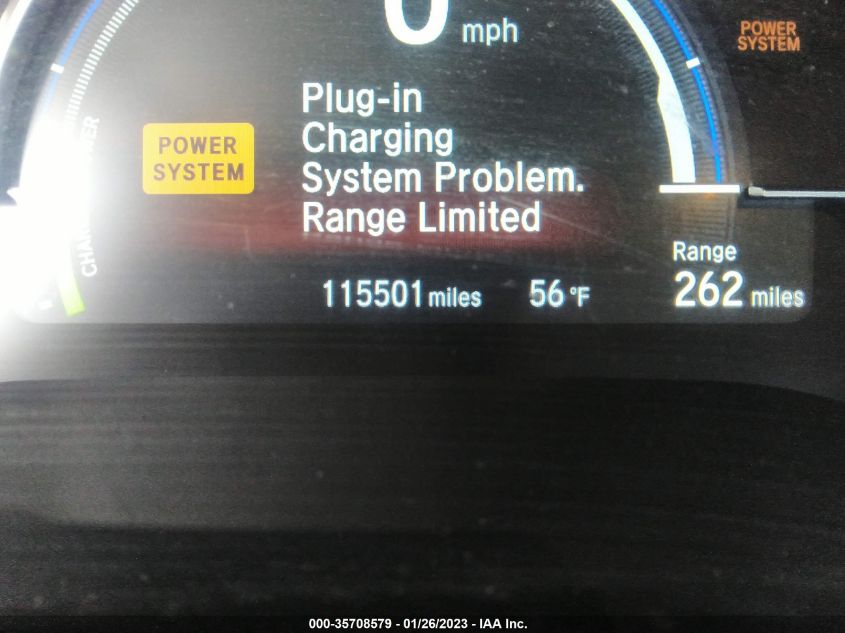 0 mph
POWER
SYSTEM
Plug-in
Charging
System Problem.
Range Limited
POWER
SYSTEM
Range
115501 miles 56 °F 262 miles
000-35708579 - 01/26/2023 - IAA Inc.